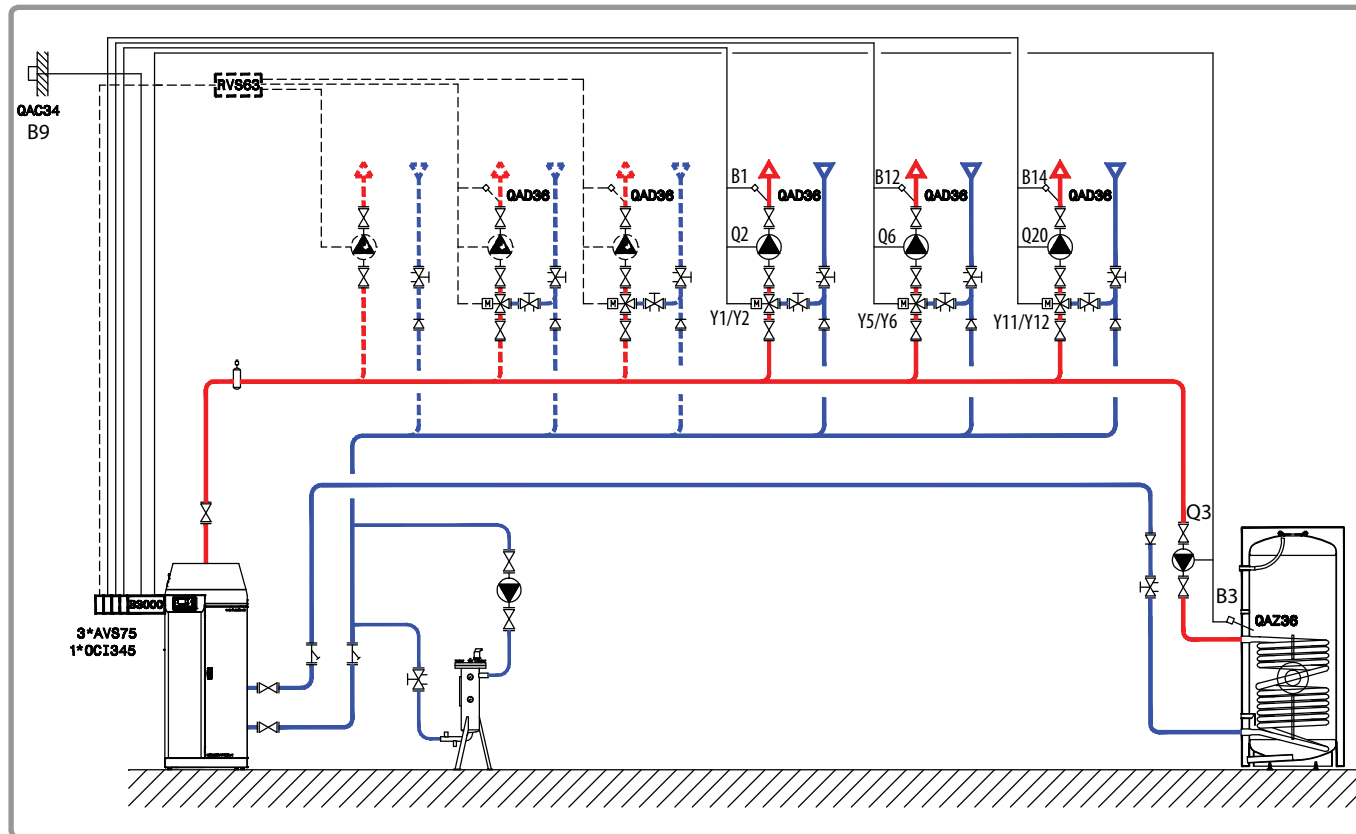 RVS63
QAC34
B9
QAD36
QAD36
B1
QAD36
B12
QAD36
B14
QAD36
Q2
Q6
Q20
Y1/Y2
Y5/Y6
Y11/Y12
M
M
M
M
M
Q3
B3000
3*AVS75
1*OCI345
B3
QAZ36